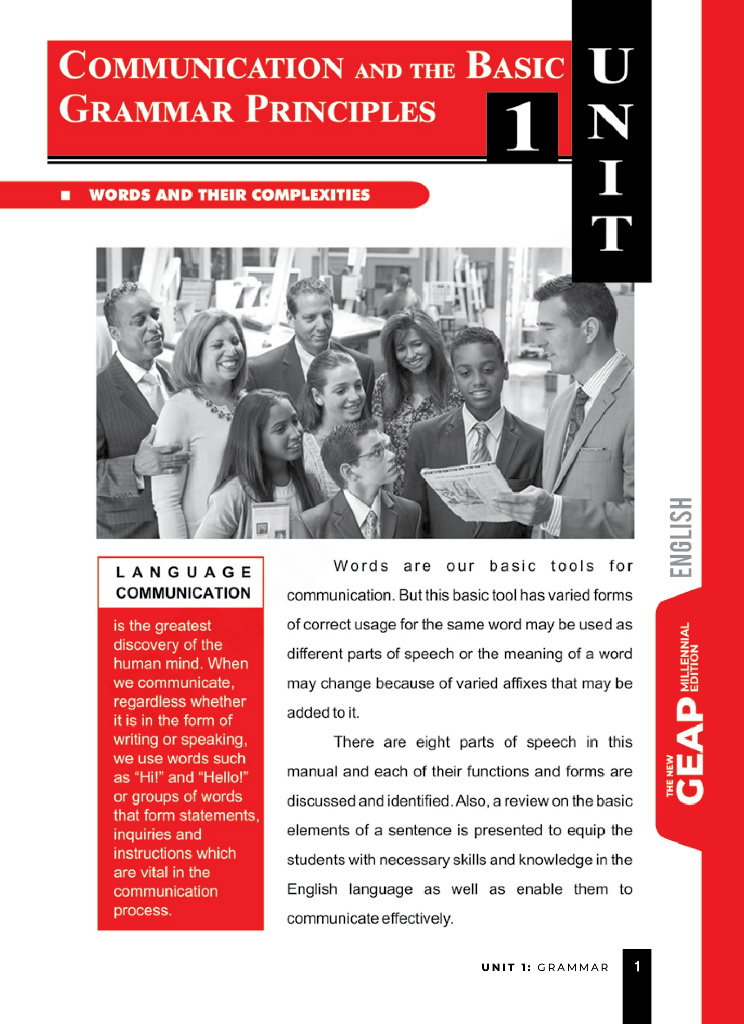 COMMUNICATION AND THE BASIC
GRAMMAR PRINCIPLES
1
UNIT
WORDS AND THEIR COMPLEXITIES
LANGUAGE
COMMUNICATION
is the greatest
discovery of the
human mind. When
we communicate,
regardless whether
it is in the form of
writing or speaking,
we use words such
as “Hi!” and “Hello!”
or groups of words
that form statements,
inquiries and
instructions which
are vital in the
communication
process.
Words are our basic tools for
communication. But this basic tool has varied forms
of correct usage for the same word may be used as
different parts of speech or the meaning of a word
may change because of varied affixes that may be
added to it.
There are eight parts of speech in this
manual and each of their functions and forms are
discussed and identified. Also, a review on the basic
elements of a sentence is presented to equip the
students with necessary skills and knowledge in the
English language as well as enable them to
communicate effectively.
ENGLISH
THE NEW
GEAP
MILLENNIAL
EDITION
UNIT 1: GRAMMAR
1